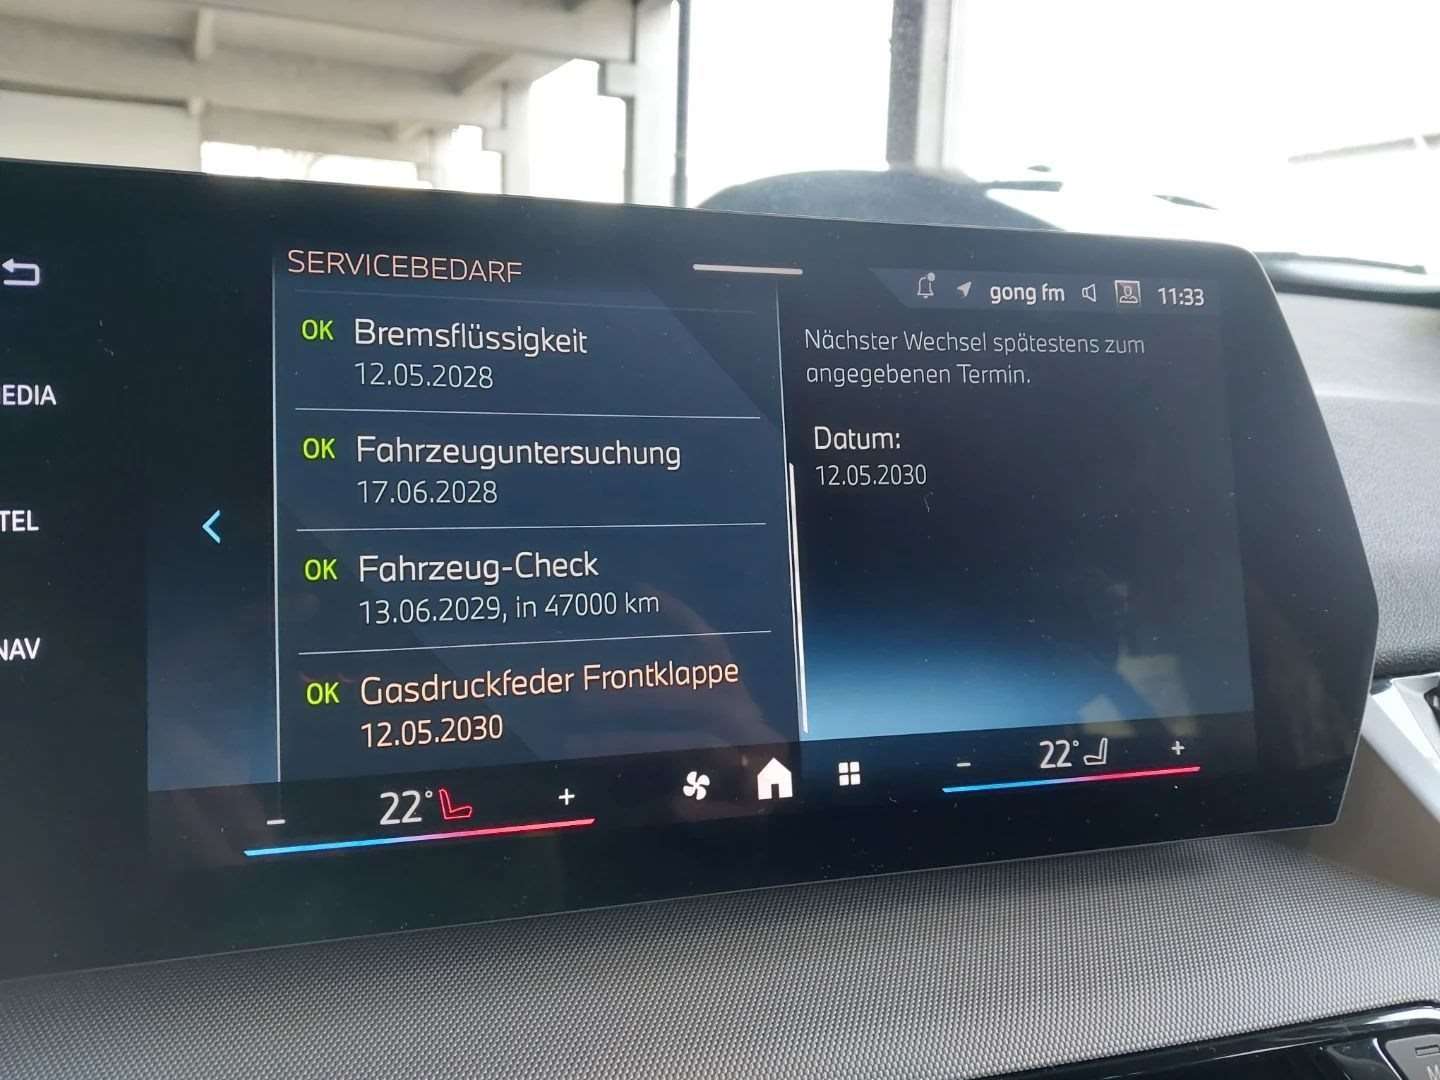 SERVICEBEDARF
gong fm
11:33
EDIA
TEL
NAV
OK Bremsflüssigkeit
12.05.2028
OK Fahrzeuguntersuchung
17.06.2028
OK Fahrzeug-Check
13.06.2029, in 47000 km
OK Gasdruckfeder Frontklappe
12.05.2030
Nächster Wechsel spätestens zum
angegebenen Termin.
Datum:
12.05.2030
− 22° +
− 22° +